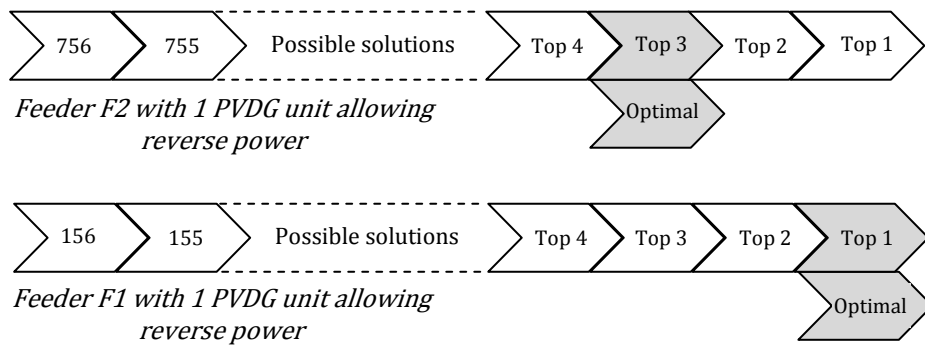 756 755 Possible solutions Top 4 Top 3 Top 2 Top 1
Optimal
Feeder F2 with 1 PVDG unit allowing
reverse power
156 155 Possible solutions Top 4 Top 3 Top 2 Top 1
Optimal
Feeder F1 with 1 PVDG unit allowing
reverse power